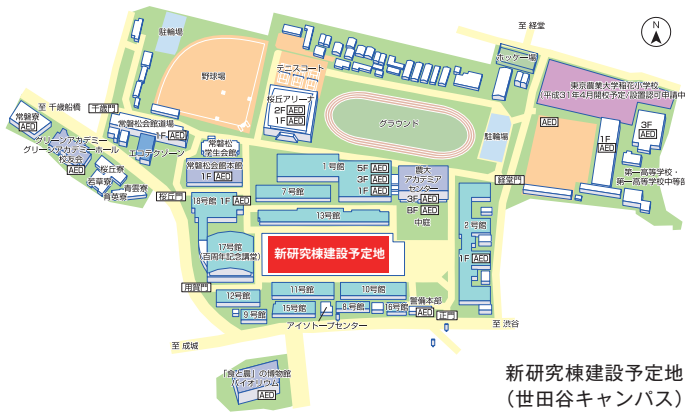 至 経堂
N
駐輪場
ホッケー場
野球場
テニスコート
東京農業大学稲花小学校
(平成31年4月開校予定)設置認可申請中
桜丘アリーナ
2F AED
1F AED
グラウンド
駐輪場
AED
1F
AED
3F
AED
至 千歳船橋
千歳門
常磐松会館道場
1F AED
常磐寮
AED
グリーンアカデミー
グリーンアカデミーホール
校友会
AED
エコテクゾーン
常磐松
学生会館
常磐松会館本館
1F AED
桜丘寮
若草寮
青雲寮
育英寮
桜丘門
18号館 1F AED
1号館
5F AED
3F AED
1F AED
7号館
農大
アカデミア
センター
3F AED
BF AED
中庭
経堂門
第一高等学校・
第一高等学校中等部
13号館
2号館
1F AED
17号館
(百周年記念講堂)
新研究棟建設予定地
用賀門
12号館
11号館
10号館
9号館
15号館
8号館
16号館
警備本部
AED
正門
アイソトープセンター
至 渋谷
至 成城
「食と農」の博物館
バイオリウム
AED
新研究棟建設予定地
(世田谷キャンパス)